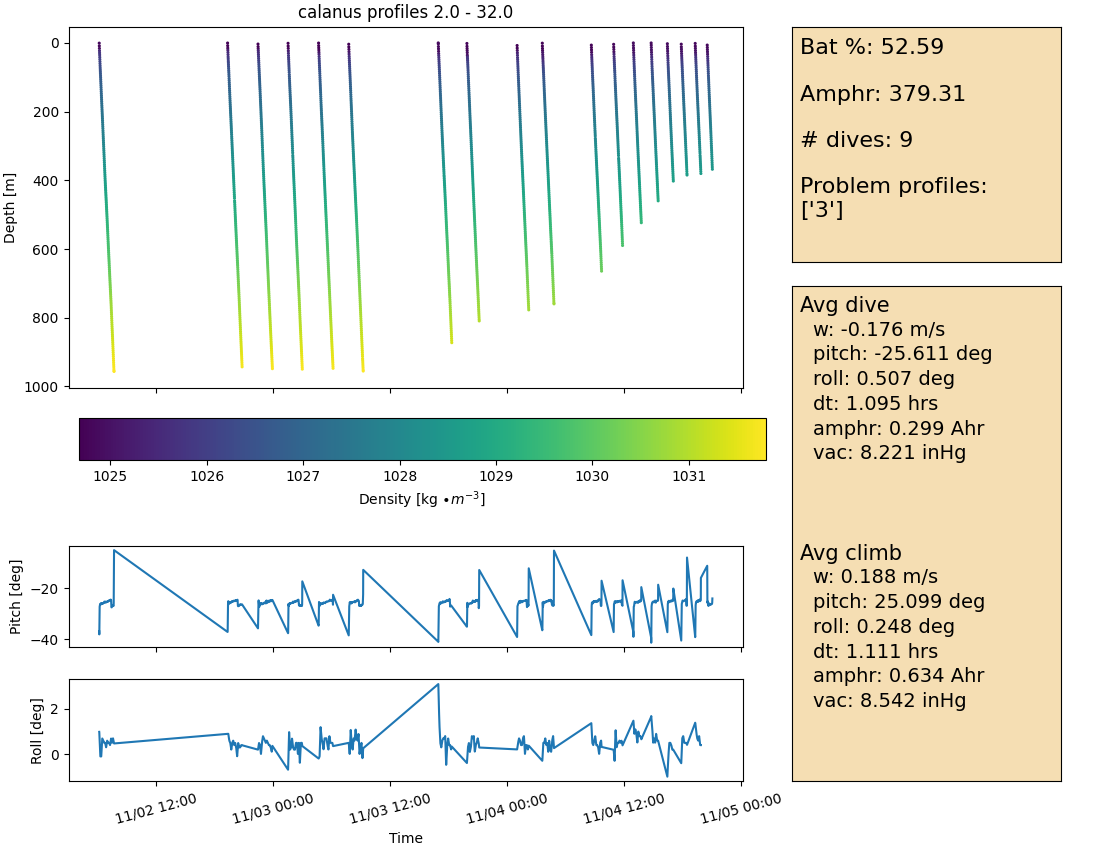 calanus profiles 2.0 - 32.0
0
200
400
600
800
1000
Depth [m]
1025 1026 1027 1028 1029 1030 1031
Density [kg •m⁻³]
−20
−40
Pitch [deg]
2
0
Roll [deg]
11/02 12:00 11/03 00:00 11/03 12:00 11/04 00:00 11/04 12:00 11/05 00:00
Time
Bat %: 52.59
Amphr: 379.31
# dives: 9
Problem profiles:
['3']
Avg dive
w: -0.176 m/s
pitch: -25.611 deg
roll: 0.507 deg
dt: 1.095 hrs
amphr: 0.299 Ahr
vac: 8.221 inHg
Avg climb
w: 0.188 m/s
pitch: 25.099 deg
roll: 0.248 deg
dt: 1.111 hrs
amphr: 0.634 Ahr
vac: 8.542 inHg